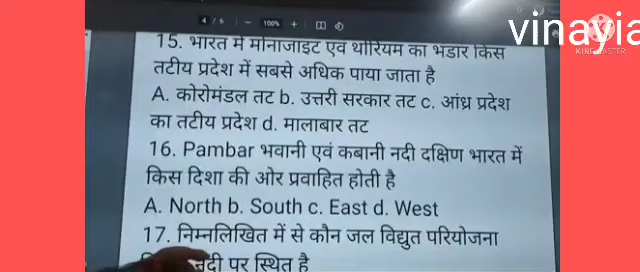 4 / 6 − 100% +
vinayia
KINEMASTER
15. भारत में मोनाजाइट एवं थोरियम का भंडार किस
तटीय प्रदेश में सबसे अधिक पाया जाता है
A. कोरोमंडल तट b. उत्तरी सरकार तट c. आंध्र प्रदेश
का तटीय प्रदेश d. मालाबार तट
16. Pambar भवानी एवं कबानी नदी दक्षिण भारत में
किस दिशा की ओर प्रवाहित होती है
A. North b. South c. East d. West
17. निम्नलिखित में से कौन जल विद्युत परियोजना
नदी पर स्थित है